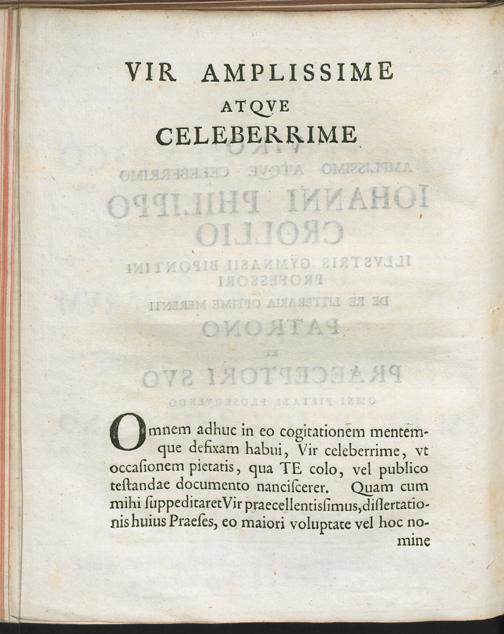 VIR AMPLISSIME
ATQVE
CELEBERRIME
Omnem adhuc in eo cogitationem mentem-
que defixam habui, Vir celeberrime, vt
occaſionem pietatis, qua TE colo, vel publico
teſtandae documento nanciſcerer. Quam cum
mihi ſuppeditaret Vir praecellentiſsimus, diſſertatio-
nis huius Praeſes, eo maiori voluptate vel hoc no-
mine